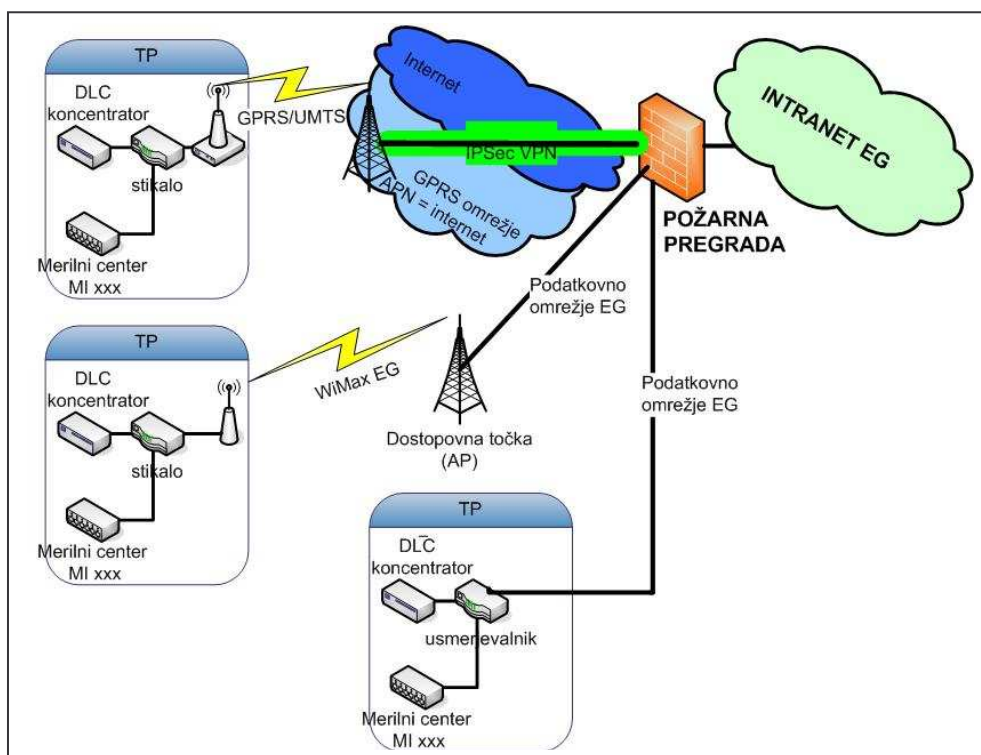 TP
DLC
koncentrator
stikalo
Merilni center
MI xxx
GPRS/UMTS
Internet
IPSec VPN
GPRS omrežje
APN = internet
POŽARNA
PREGRADA
INTRANET EG
TP
DLC
koncentrator
stikalo
Merilni center
MI xxx
WiMax EG
Dostopovna točka
(AP)
Podatkovno
omrežje EG
Podatkovno
omrežje EG
TP
DLC
koncentrator
usmerjevalnik
Merilni center
MI xxx